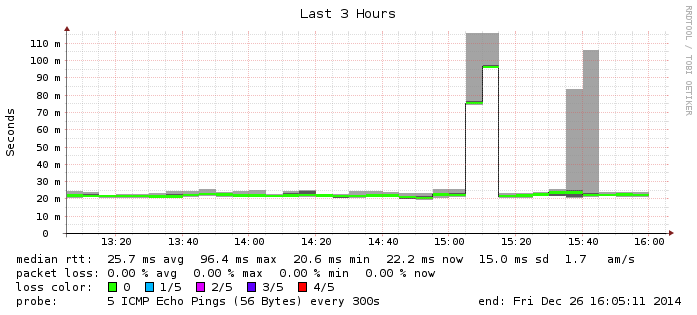 Last 3 Hours
RRDTOOL / TOBI OETIKER
Seconds
110 m
100 m
90 m
80 m
70 m
60 m
50 m
40 m
30 m
20 m
10 m
0
13:20 13:40 14:00 14:20 14:40 15:00 15:20 15:40 16:00
median rtt: 25.7 ms avg 96.4 ms max 20.6 ms min 22.2 ms now 15.0 ms sd 1.7 am/s
packet loss: 0.00 % avg 0.00 % max 0.00 % min 0.00 % now
loss color: 0 1/5 2/5 3/5 4/5
probe: 5 ICMP Echo Pings (56 Bytes) every 300s end: Fri Dec 26 16:05:11 2014